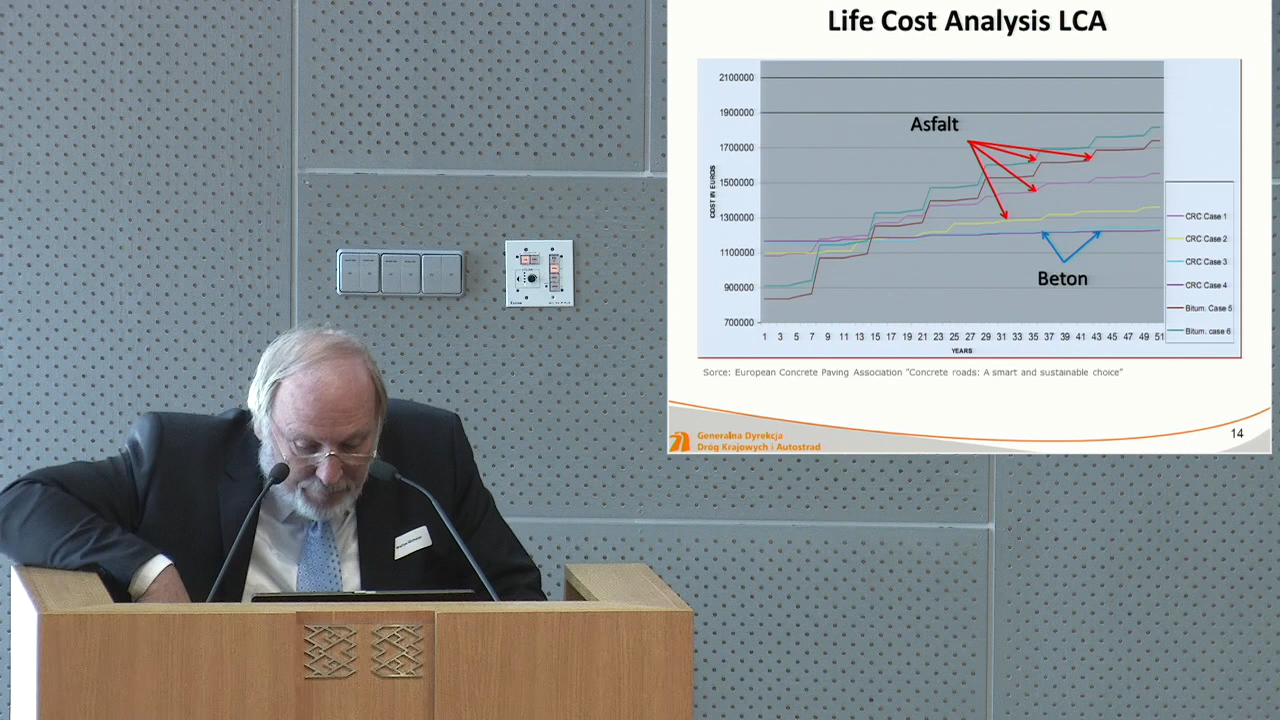 Life Cost Analysis LCA
2100000
1900000
1700000
1500000
1300000
1100000
900000
700000
COST IN EUROS
Asfalt
Beton
1 3 5 7 9 11 13 15 17 19 21 23 25 27 29 31 33 35 37 39 41 43 45 47 49 51
YEARS
CRC Case 1
CRC Case 2
CRC Case 3
CRC Case 4
Bitum. Case 5
Bitum. case 6
Sorce: European Concrete Paving Association "Concrete roads: A smart and sustainable choice"
Generalna Dyrekcja
Dróg Krajowych i Autostrad
14